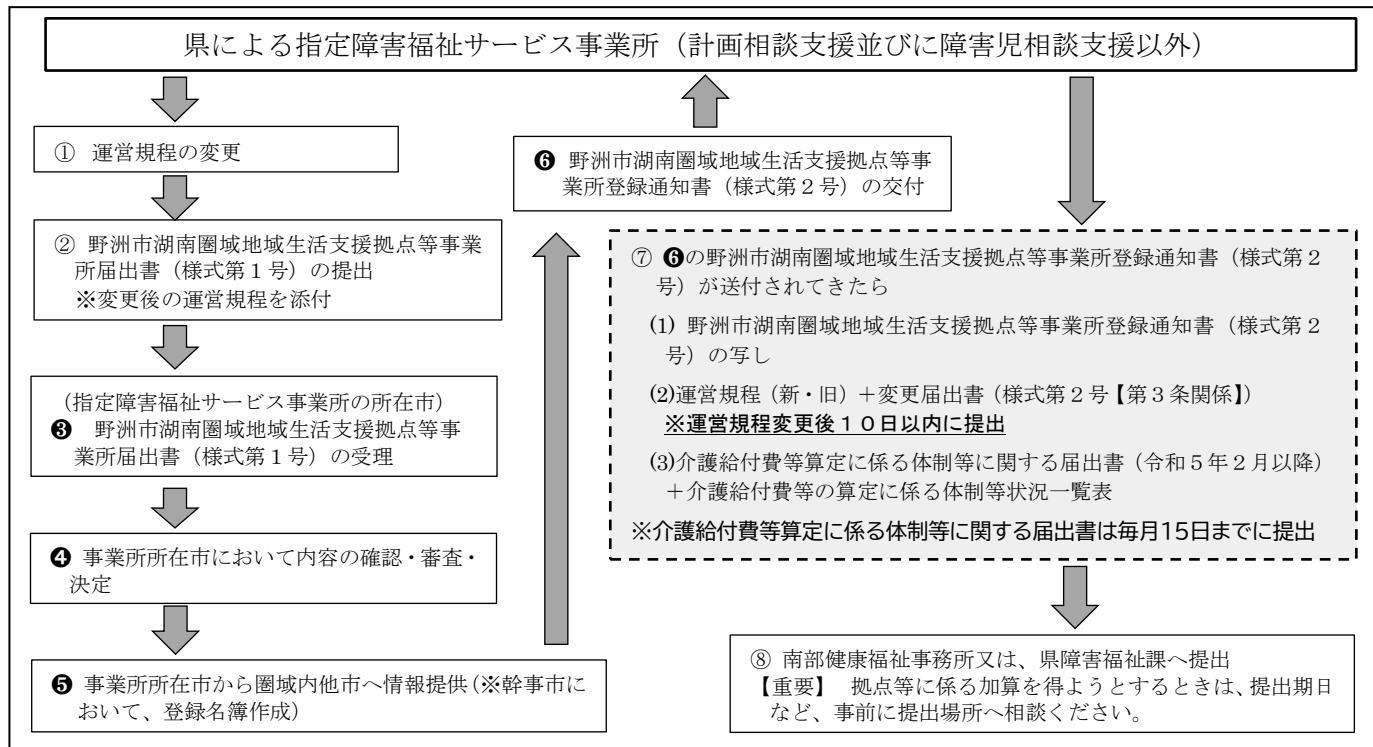 県による指定障害福祉サービス事業所（計画相談支援並びに障害児相談支援以外）
① 運営規程の変更
② 野洲市湖南圏域地域生活支援拠点等事業
所届出書（様式第１号）の提出
※変更後の運営規程を添付
（指定障害福祉サービス事業所の所在市）
❸ 野洲市湖南圏域地域生活支援拠点等事
業所届出書（様式第１号）の受理
❹ 事業所所在市において内容の確認・審査・
決定
❺ 事業所所在市から圏域内他市へ情報提供（※幹事市に
おいて、登録名簿作成）
❻ 野洲市湖南圏域地域生活支援拠点等事
業所登録通知書（様式第２号）の交付
⑦ ❻の野洲市湖南圏域地域生活支援拠点等事業所登録通知書（様式第２
号）が送付されてきたら
(1) 野洲市湖南圏域地域生活支援拠点等事業所登録通知書（様式第２
号）の写し
(2)運営規程（新・旧）＋変更届出書（様式第２号【第３条関係】）
※運営規程変更後１０日以内に提出
(3)介護給付費等算定に係る体制等に関する届出書（令和５年２月以降）
＋介護給付費等の算定に係る体制等状況一覧表
※介護給付費等算定に係る体制等に関する届出書は毎月15日までに提出
⑧ 南部健康福祉事務所又は、県障害福祉課へ提出
【重要】 拠点等に係る加算を得ようとするときは、提出期日
など、事前に提出場所へ相談ください。